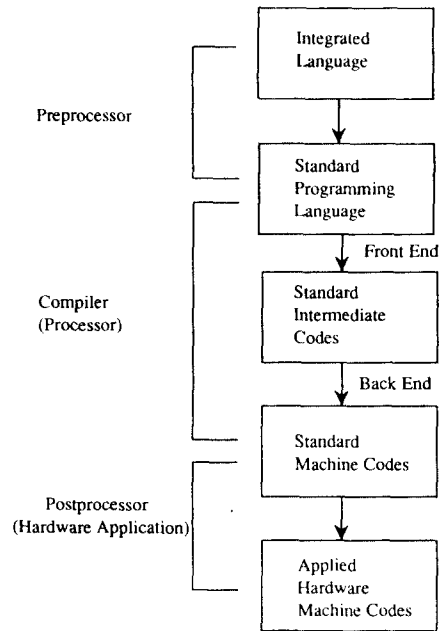 Integrated
Language
Preprocessor
Standard
Programming
Language
Front End
Compiler
(Processor)
Standard
Intermediate
Codes
Back End
Standard
Machine Codes
Postprocessor
(Hardware Application)
Applied
Hardware
Machine Codes